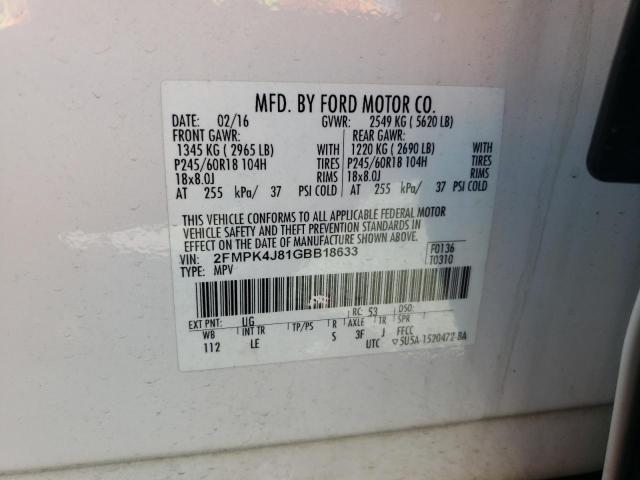 MFD. BY FORD MOTOR CO.
DATE: 02/16 GVWR: 2549 KG ( 5620 LB)
FRONT GAWR: REAR GAWR:
1345 KG ( 2965 LB) WITH 1220 KG ( 2690 LB) WITH
P245/60R18 104H TIRES P245/60R18 104H TIRES
18x8.0J RIMS 18x8.0J RIMS
AT 255 kPa/ 37 PSI COLD AT 255 kPa/ 37 PSI COLD
THIS VEHICLE CONFORMS TO ALL APPLICABLE FEDERAL MOTOR
VEHICLE SAFETY AND THEFT PREVENTION STANDARDS IN
EFFECT ON THE DATE OF MANUFACTURE SHOWN ABOVE.
VIN: 2FMPK4J81GBB18633 F0136
TYPE: MPV T0310
EXT PNT: UG RC: 53 DSO:
WB INT TR TP/PS R AXLE TR SPR
112 LE S 3F J FFCC
UTC 5U5A-1520472-BA